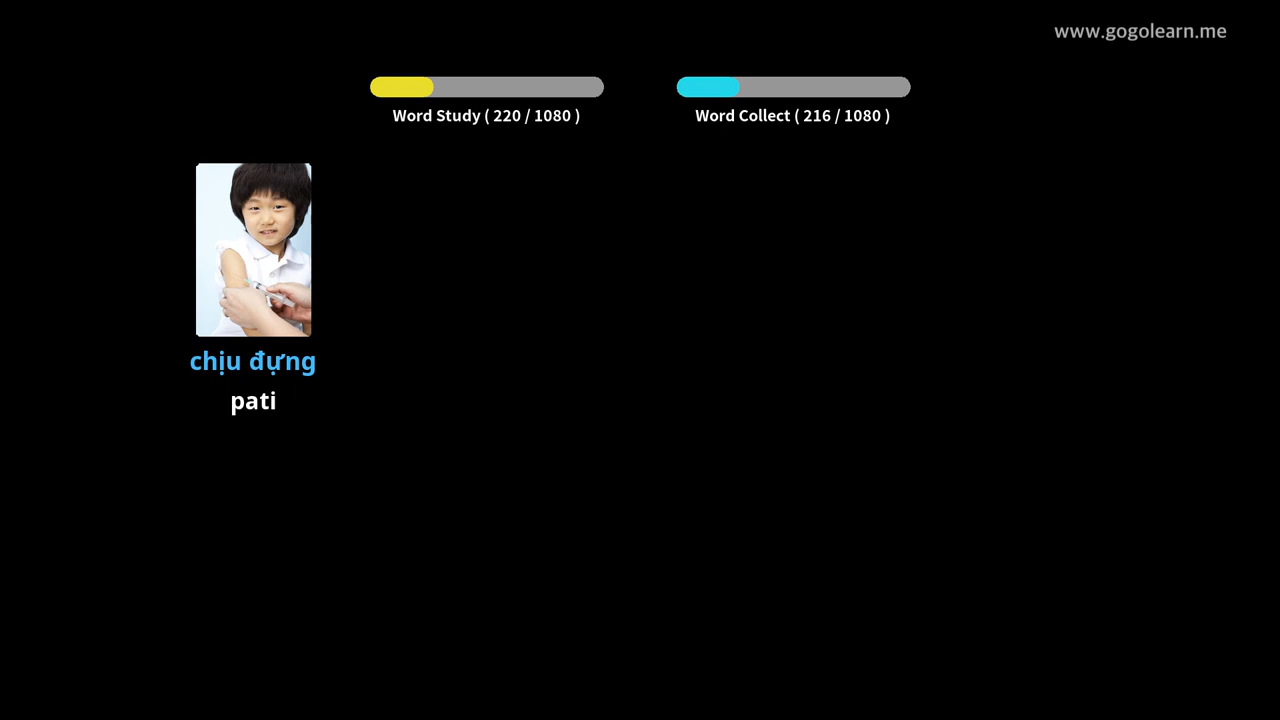 www.gogolearn.me
Word Study ( 220 / 1080 )
Word Collect ( 216 / 1080 )
chịu đựng
pati